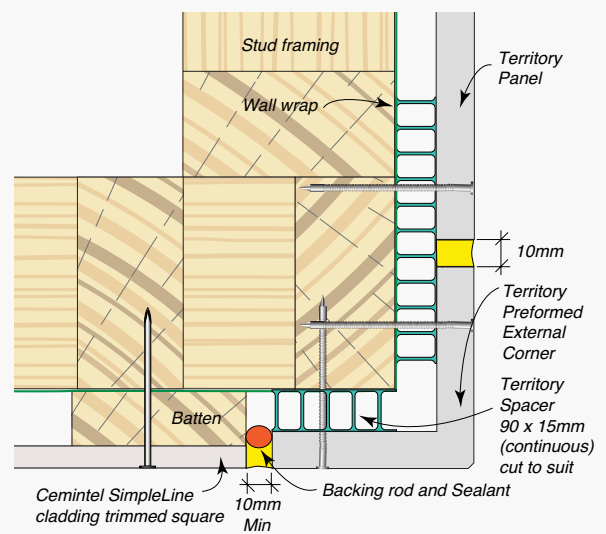 Stud framing
Territory
Panel
Wall wrap
10mm
Territory
Preformed
External
Corner
Territory
Spacer
90 x 15mm
(continuous)
cut to suit
Batten
Backing rod and Sealant
Cemintel SimpleLine
cladding trimmed square
10mm
Min